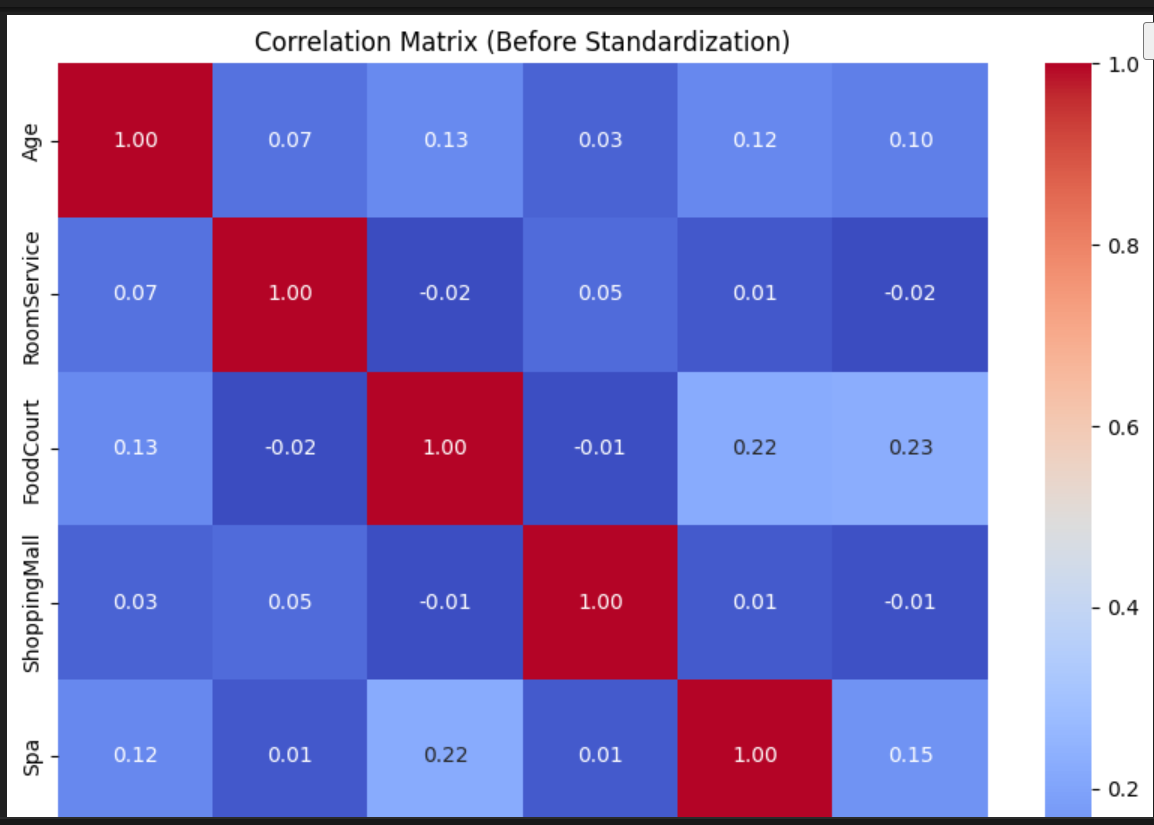 Correlation Matrix (Before Standardization)
1.0
Age
1.00 0.07 0.13 0.03 0.12 0.10
0.8
RoomService
0.07 1.00 -0.02 0.05 0.01 -0.02
0.6
FoodCourt
0.13 -0.02 1.00 -0.01 0.22 0.23
0.4
ShoppingMall
0.03 0.05 -0.01 1.00 0.01 -0.01
Spa
0.12 0.01 0.22 0.01 1.00 0.15
0.2